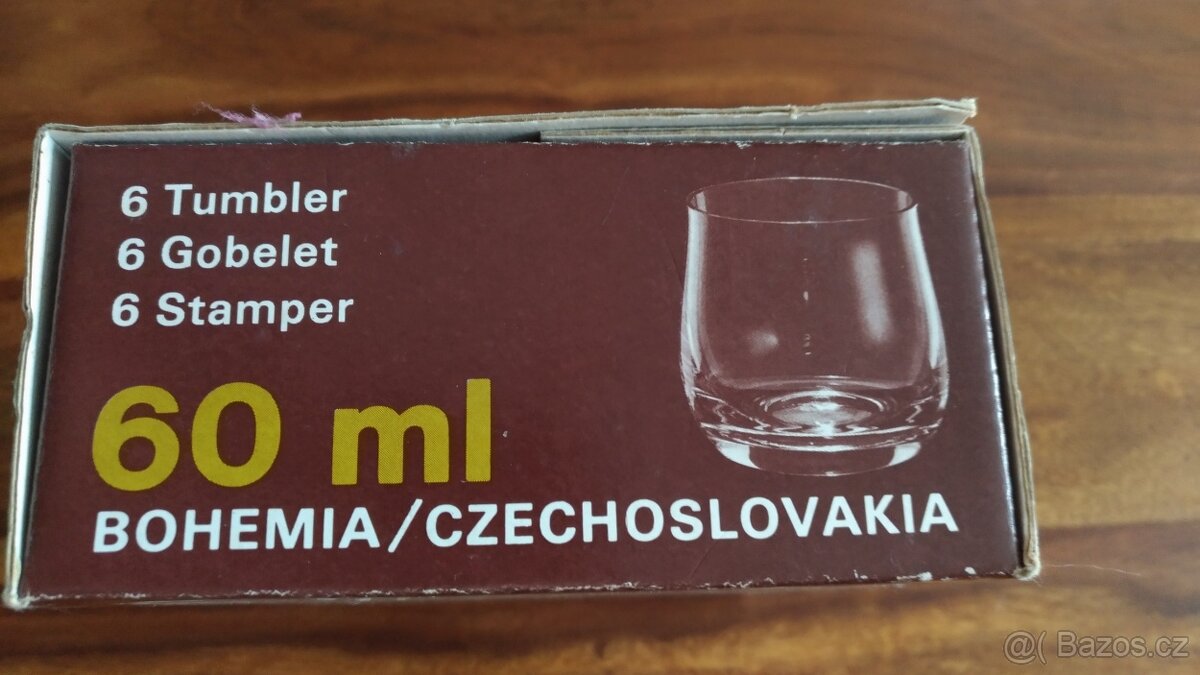 6 Tumbler
6 Gobelet
6 Stamper
60 ml
BOHEMIA/CZECHOSLOVAKIA
@( Bazos.cz